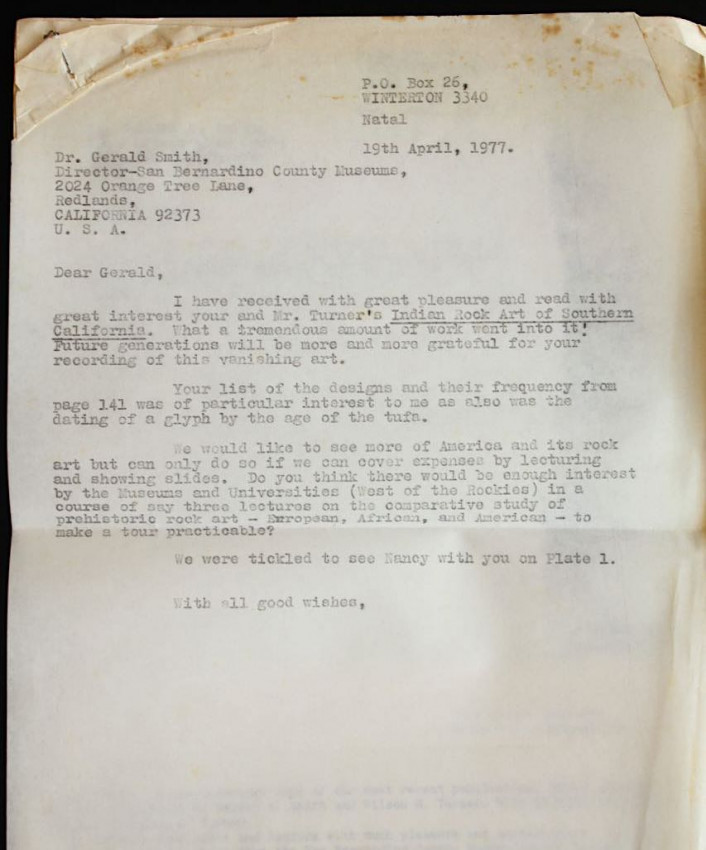 P.O. Box 26,
WINTERTON 3340
Natal
19th April, 1977.
Dr. Gerald Smith,
Director-San Bernardino County Museums,
2024 Orange Tree Lane,
Redlands,
CALIFORNIA 92373
U. S. A.
Dear Gerald,
I have received with great pleasure and read with
great interest your and Mr. Turner's Indian Rock Art of Southern
California. What a tremendous amount of work went into it!
Future generations will be more and more grateful for your
recording of this vanishing art.
Your list of the designs and their frequency from
page 141 was of particular interest to me as also was the
dating of a glyph by the age of the tufa.
We would like to see more of America and its rock
art but can only do so if we can cover expenses by lecturing
and showing slides. Do you think there would be enough interest
by the Museums and Universities (West of the Rockies) in a
course of say three lectures on the comparative study of
prehistoric rock art - European, African, and American - to
make a tour practicable?
We were tickled to see Nancy with you on Plate 1.
With all good wishes,